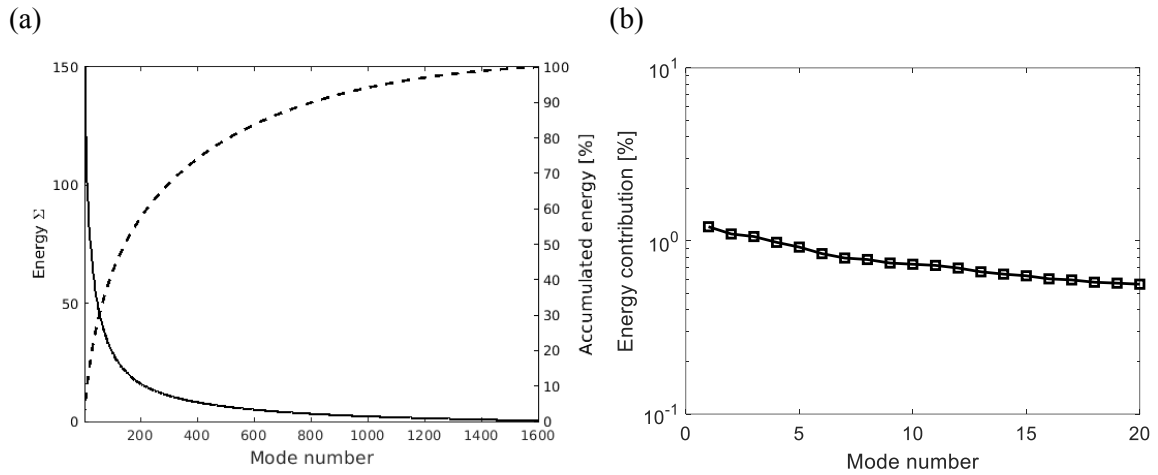 (a)
(b)
150
100
50
0
Energy Σ
100
90
80
70
60
50
40
30
20
10
0
Accumulated energy [%]
200 400 600 800 1000 1200 1400 1600
Mode number
10^1
10^0
10^-1
Energy contribution [%]
0 5 10 15 20
Mode number